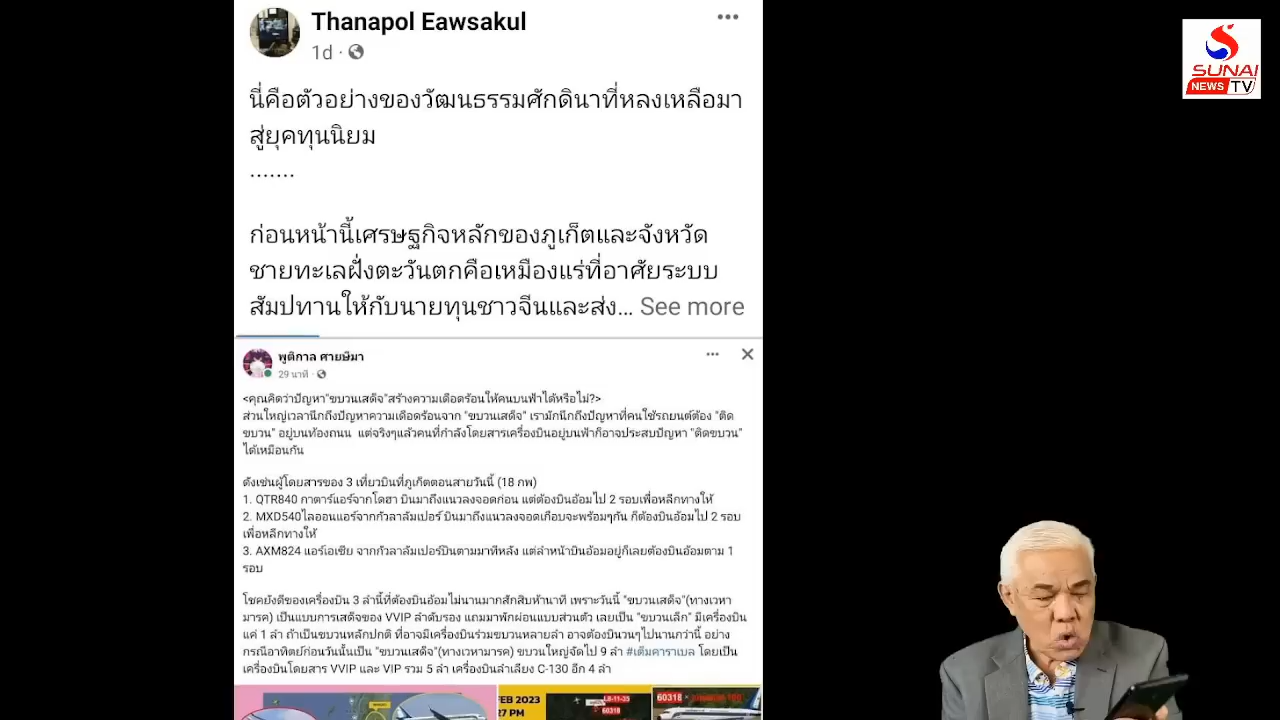 Thanapol Eawsakul
1d
นี่คือตัวอย่างของวัฒนธรรมศักดินาที่หลงเหลือมา
สู่ยุคทุนนิยม
.......
ก่อนหน้านี้เศรษฐกิจหลักของภูเก็ตและจังหวัด
ชายทะเลฝั่งตะวันตกคือเหมืองแร่ที่อาศัยระบบ
สัมปทานให้กับนายทุนชาวจีนและส่ง... See more
SUNAI
NEWS TV
พูติกาล ศายษีมา
29 นาที
<คุณคิดว่าปัญหา"ขบวนเสด็จ"สร้างความเดือดร้อนให้คนบนฟ้าได้หรือไม่?>
ส่วนใหญ่เวลานึกถึงปัญหาความเดือดร้อนจาก "ขบวนเสด็จ" เรามักนึกถึงปัญหาที่คนใช้รถยนต์ต้อง "ติด
ขบวน" อยู่บนท้องถนน แต่จริงๆแล้วคนที่กำลังโดยสารเครื่องบินอยู่บนฟ้าก็อาจประสบปัญหา "ติดขบวน"
ได้เหมือนกัน
ดังเช่นผู้โดยสารของ 3 เที่ยวบินที่ภูเก็ตตอนสายวันนี้ (18 กพ)
1. QTR840 กาตาร์แอร์จากโดฮา บินมาถึงแนวลงจอดก่อน แต่ต้องบินอ้อมไป 2 รอบเพื่อหลีกทางให้
2. MXD540ไลออนแอร์จากกัวลาลัมเปอร์ บินมาถึงแนวลงจอดเกือบจะพร้อมๆกัน ก็ต้องบินอ้อมไป 2 รอบ
เพื่อหลีกทางให้
3. AXM824 แอร์เอเชีย จากกัวลาลัมเปอร์บินตามมาทีหลัง แต่ลำหน้าบินอ้อมอยู่ก็เลยต้องบินอ้อมตาม 1
รอบ
โชคยังดีของเครื่องบิน 3 ลำนี้ที่ต้องบินอ้อมไม่นานมากสักสิบห้านาที เพราะวันนี้ "ขบวนเสด็จ"(ทางเวหา
มารค) เป็นแบบการเสด็จของ VVIP ลำดับรอง แถมมาพักผ่อนแบบส่วนตัว เลยเป็น "ขบวนเล็ก" มีเครื่องบิน
แค่ 1 ลำ ถ้าเป็นขบวนหลักปกติ ที่อาจมีเครื่องบินร่วมขบวนหลายลำ อาจต้องบินวนๆไปนานกว่านี้ อย่าง
กรณีอาทิตย์ก่อนวันนั้นเป็น "ขบวนเสด็จ"(ทางเวหามารค) ขบวนใหญ่จัดไป 9 ลำ #เต็มคาราเบล โดยเป็น
เครื่องบินโดยสาร VVIP และ VIP รวม 5 ลำ เครื่องบินลำเลียง C-130 อีก 4 ลำ
FEB 2023
27 PM
L8-11-35
60318
60318